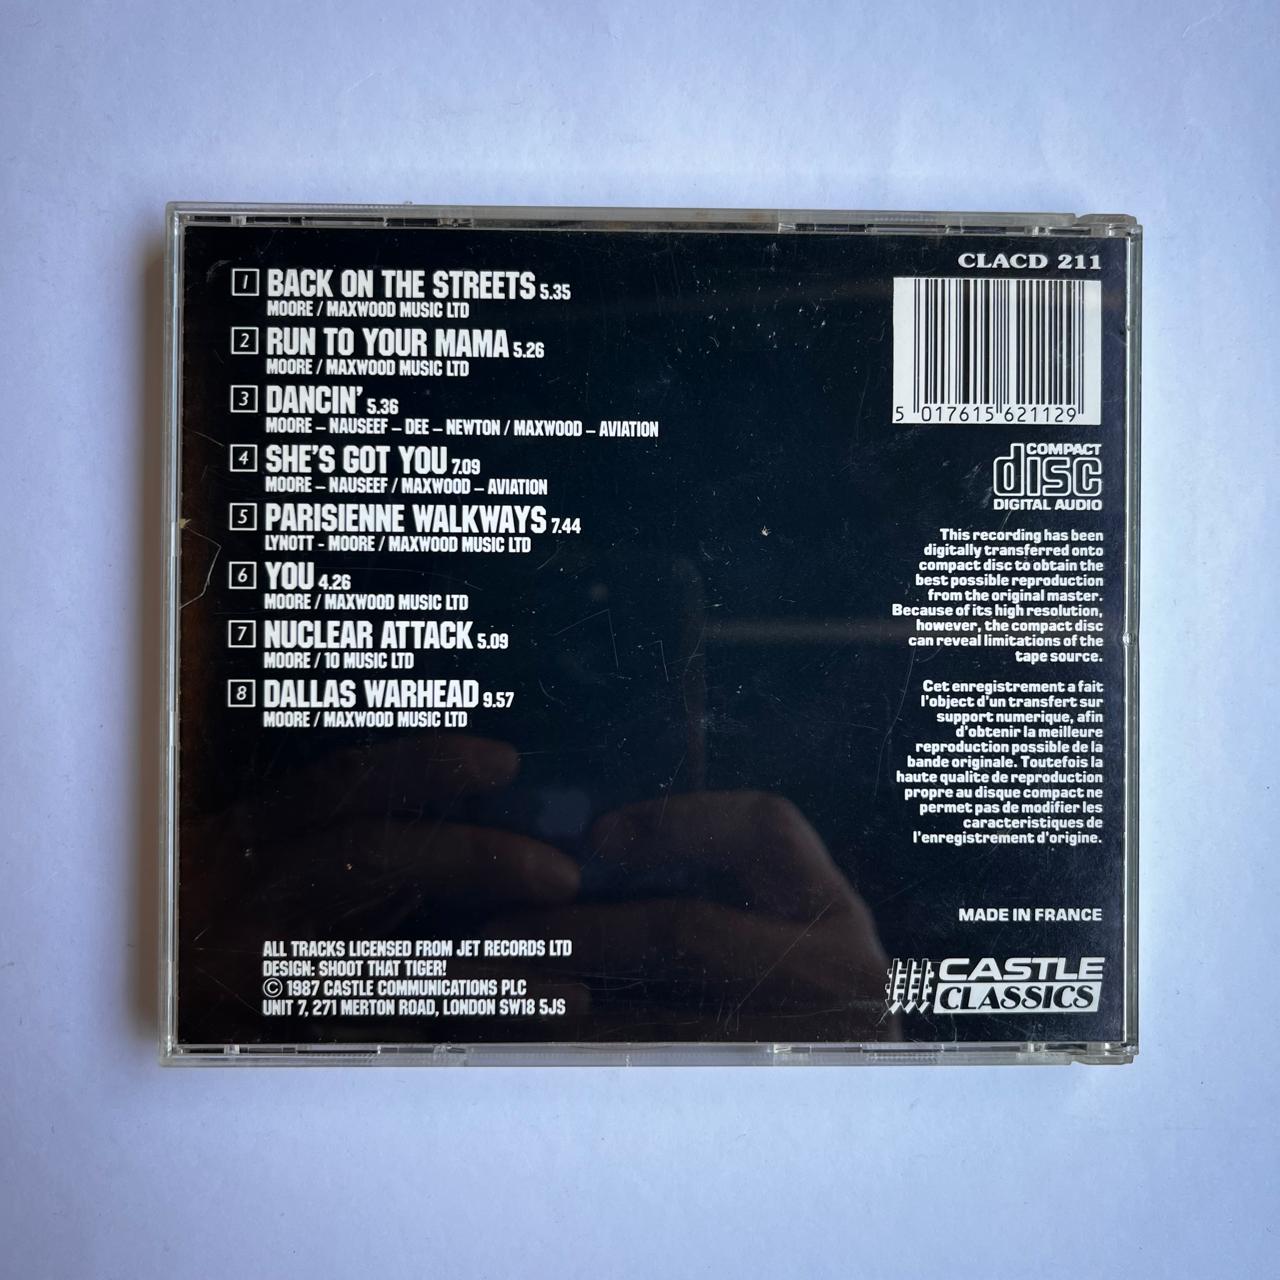 1 BACK ON THE STREETS 5.35
MOORE / MAXWOOD MUSIC LTD
2 RUN TO YOUR MAMA 5.26
MOORE / MAXWOOD MUSIC LTD
3 DANCIN' 5.36
MOORE – NAUSEEF – DEE – NEWTON / MAXWOOD – AVIATION
4 SHE'S GOT YOU 7.09
MOORE – NAUSEEF / MAXWOOD – AVIATION
5 PARISIENNE WALKWAYS 7.44
LYNOTT - MOORE / MAXWOOD MUSIC LTD
6 YOU 4.26
MOORE / MAXWOOD MUSIC LTD
7 NUCLEAR ATTACK 5.09
MOORE / 10 MUSIC LTD
8 DALLAS WARHEAD 9.57
MOORE / MAXWOOD MUSIC LTD
ALL TRACKS LICENSED FROM JET RECORDS LTD
DESIGN: SHOOT THAT TIGER!
© 1987 CASTLE COMMUNICATIONS PLC
UNIT 7, 271 MERTON ROAD, LONDON SW18 5JS
CLACD 211
5 017615 621129
COMPACT
disc
DIGITAL AUDIO
This recording has been
digitally transferred onto
compact disc to obtain the
best possible reproduction
from the original master.
Because of its high resolution,
however, the compact disc
can reveal limitations of the
tape source.
Cet enregistrement a fait
l'object d'un transfert sur
support numerique, afin
d'obtenir la meilleure
reproduction possible de la
bande originale. Toutefois la
haute qualite de reproduction
propre au disque compact ne
permet pas de modifier les
caracteristiques de
l'enregistrement d'origine.
MADE IN FRANCE
CASTLE
CLASSICS